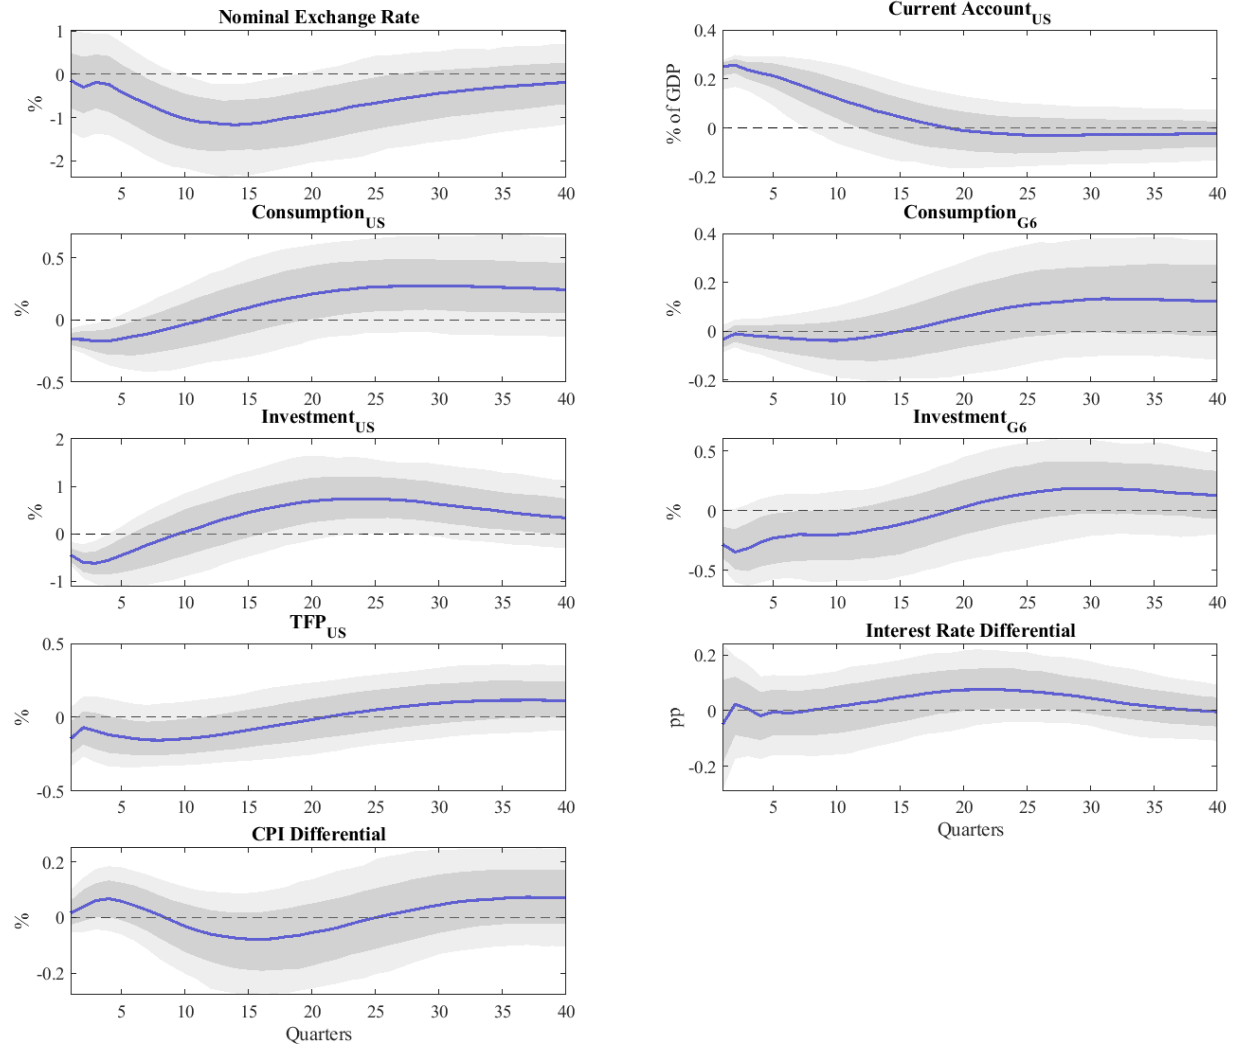 Nominal Exchange Rate
%
1
0
-1
-2
5 10 15 20 25 30 35 40
Current Account_US
% of GDP
0.4
0.2
0
-0.2
5 10 15 20 25 30 35 40
Consumption_US
%
0.5
0
-0.5
5 10 15 20 25 30 35 40
Consumption_G6
%
0.4
0.2
0
-0.2
5 10 15 20 25 30 35 40
Investment_US
%
2
1
0
-1
5 10 15 20 25 30 35 40
Investment_G6
%
0.5
0
-0.5
5 10 15 20 25 30 35 40
TFP_US
%
0.5
0
-0.5
5 10 15 20 25 30 35 40
Interest Rate Differential
pp
0.2
0
-0.2
5 10 15 20 25 30 35 40
Quarters
CPI Differential
%
0.2
0
-0.2
5 10 15 20 25 30 35 40
Quarters